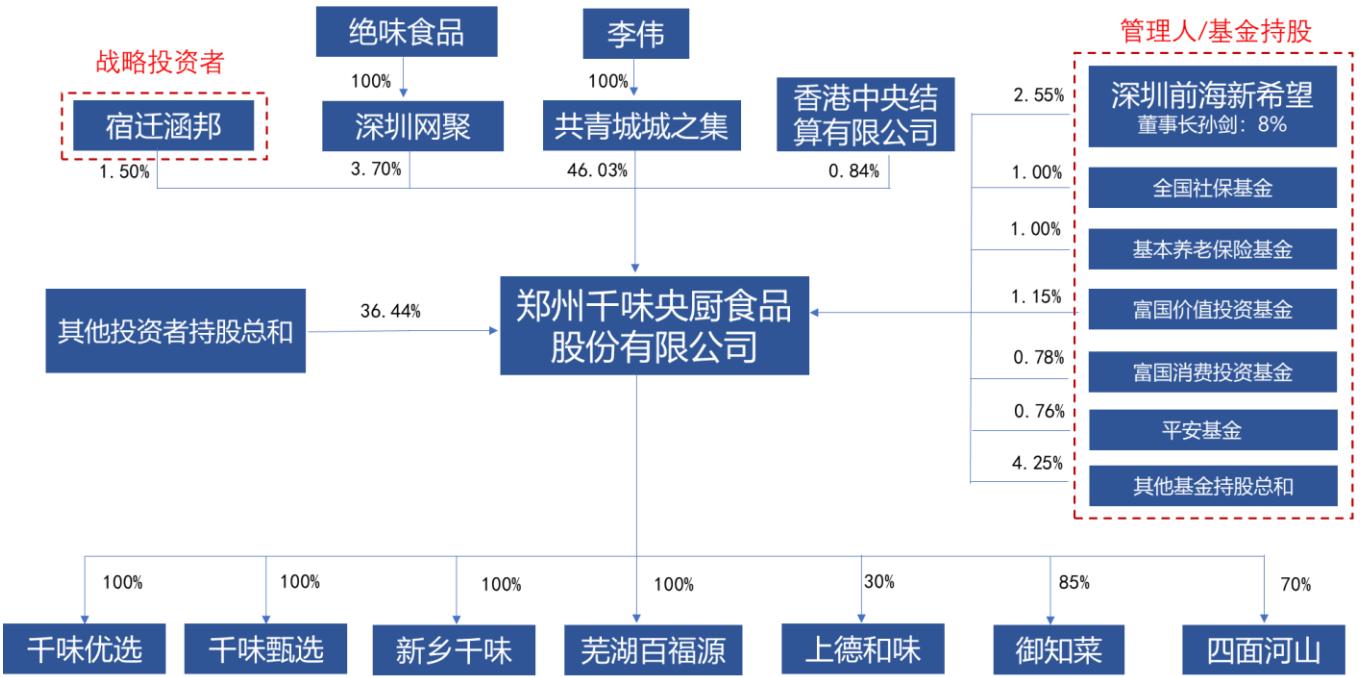 绝味食品
李伟
管理人/基金持股
战略投资者
100%
100%
宿迁涵邦
深圳网聚
共青城城之集
香港中央结
算有限公司
1.50%
3.70%
46.03%
0.84%
2.55%
深圳前海新希望
董事长孙剑：8%
1.00%
全国社保基金
1.00%
基本养老保险基金
1.15%
富国价值投资基金
0.78%
富国消费投资基金
0.76%
平安基金
4.25%
其他基金持股总和
其他投资者持股总和
36.44%
郑州千味央厨食品
股份有限公司
100%
100%
100%
100%
30%
85%
70%
千味优选
千味甄选
新乡千味
芜湖百福源
上德和味
御知菜
四面河山